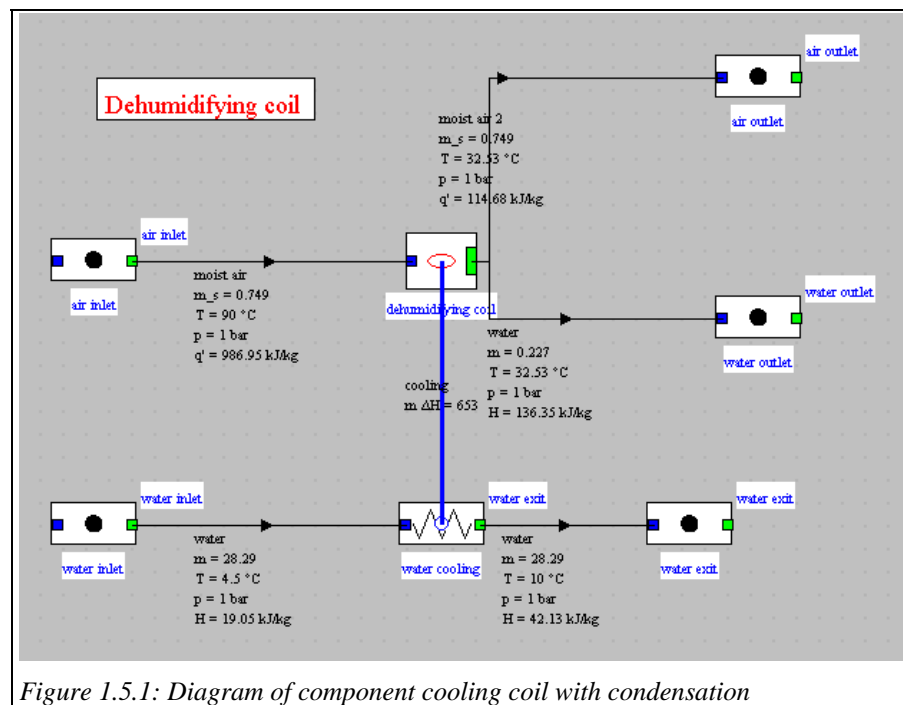 air outlet
Dehumidifying coil
air outlet
moist air 2
m_s = 0.749
T = 32.53 °C
p = 1 bar
q' = 114.68 kJ/kg
air inlet
air inlet
moist air
m_s = 0.749
T = 90 °C
p = 1 bar
q' = 986.95 kJ/kg
dehumidifying coil
water outlet
water outlet
water
m = 0.227
T = 32.53 °C
p = 1 bar
H = 136.35 kJ/kg
cooling
m ΔH = 653
water inlet
water inlet
water
m = 28.29
T = 4.5 °C
p = 1 bar
H = 19.05 kJ/kg
water exit
water cooling
water
m = 28.29
T = 10 °C
p = 1 bar
H = 42.13 kJ/kg
water exit
water exit
Figure 1.5.1: Diagram of component cooling coil with condensation